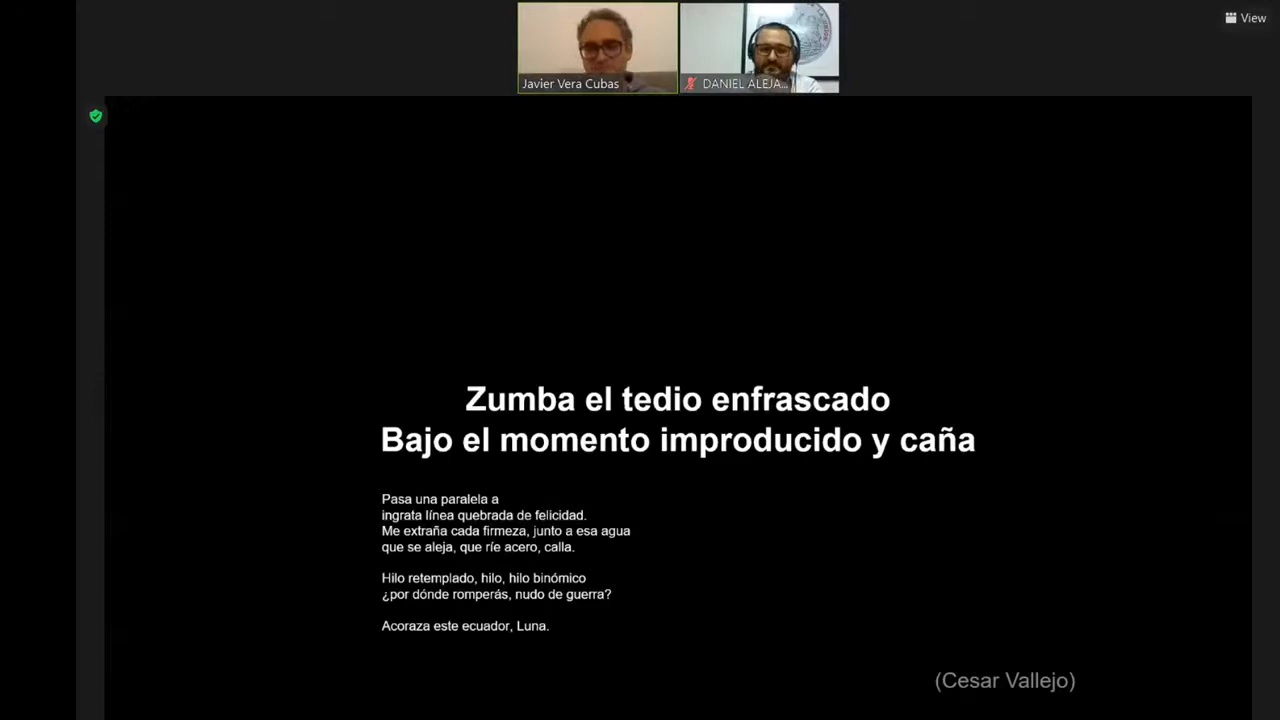 View
Javier Vera Cubas
DANIEL ALEJA...
Zumba el tedio enfrascado
Bajo el momento improducido y caña
Pasa una paralela a
ingrata línea quebrada de felicidad.
Me extraña cada firmeza, junto a esa agua
que se aleja, que ríe acero, calla.
Hilo retemplado, hilo, hilo binómico
¿por dónde romperás, nudo de guerra?
Acoraza este ecuador, Luna.
(Cesar Vallejo)